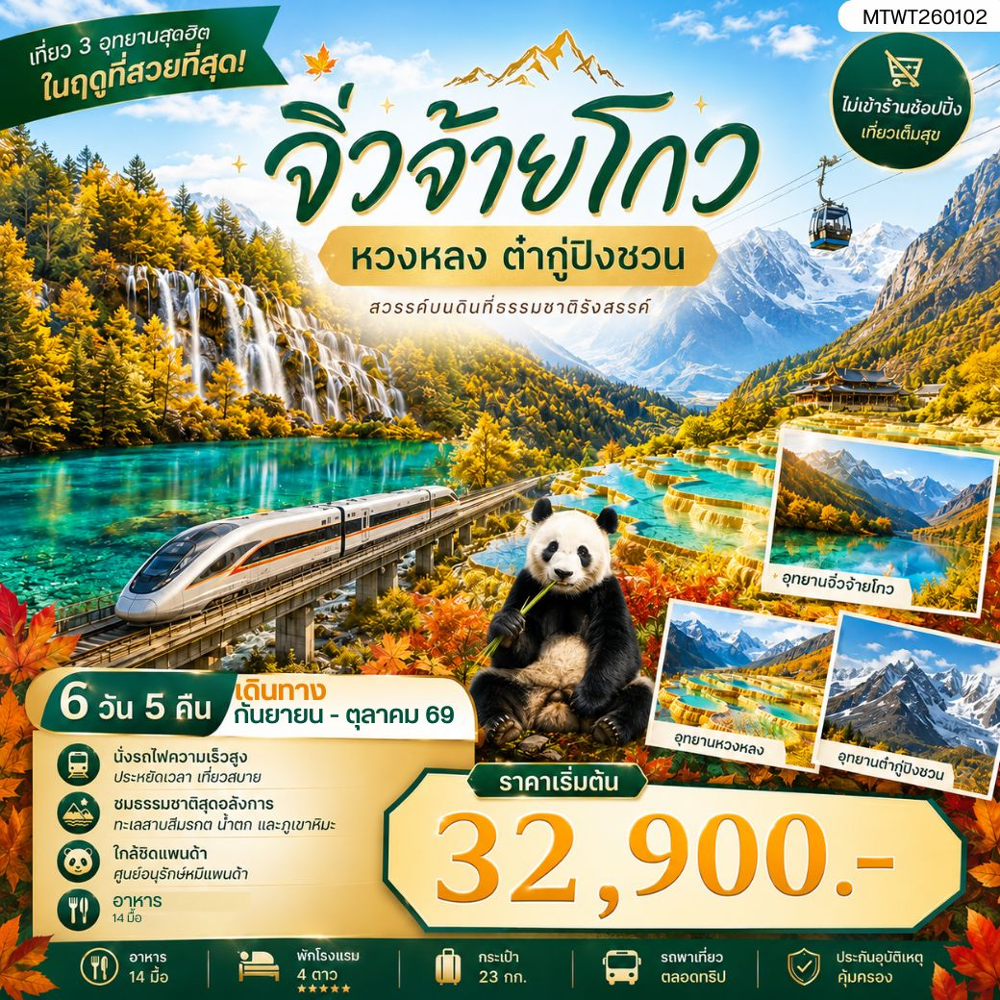 MTWT260102
เที่ยว 3 อุทยานสุดฮิต
ในฤดูที่สวยที่สุด!
ไม่เข้าร้านช้อปปิ้ง
เที่ยวเต็มสุข
จิ่วจ้ายโกว
หวงหลง ต๋ากู่ปิงชวน
สวรรค์บนดินที่ธรรมชาติรังสรรค์
อุทยานจิ่วจ้ายโกว
อุทยานหวงหลง
อุทยานต๋ากู่ปิงชวน
6 วัน 5 คืน
เดินทาง
กันยายน - ตุลาคม 69
นั่งรถไฟความเร็วสูง
ประหยัดเวลา เที่ยวสบาย
ชมธรรมชาติสุดอลังการ
ทะเลสาบสีมรกต น้ำตก และภูเขาหิมะ
ใกล้ชิดแพนด้า
ศูนย์อนุรักษ์หมีแพนด้า
อาหาร
14 มื้อ
ราคาเริ่มต้น
32,900.-
อาหาร
14 มื้อ
พักโรงแรม
4 ดาว
กระเป๋า
23 กก.
รถพาเที่ยว
ตลอดทริป
ประกันอุบัติเหตุ
คุ้มครอง